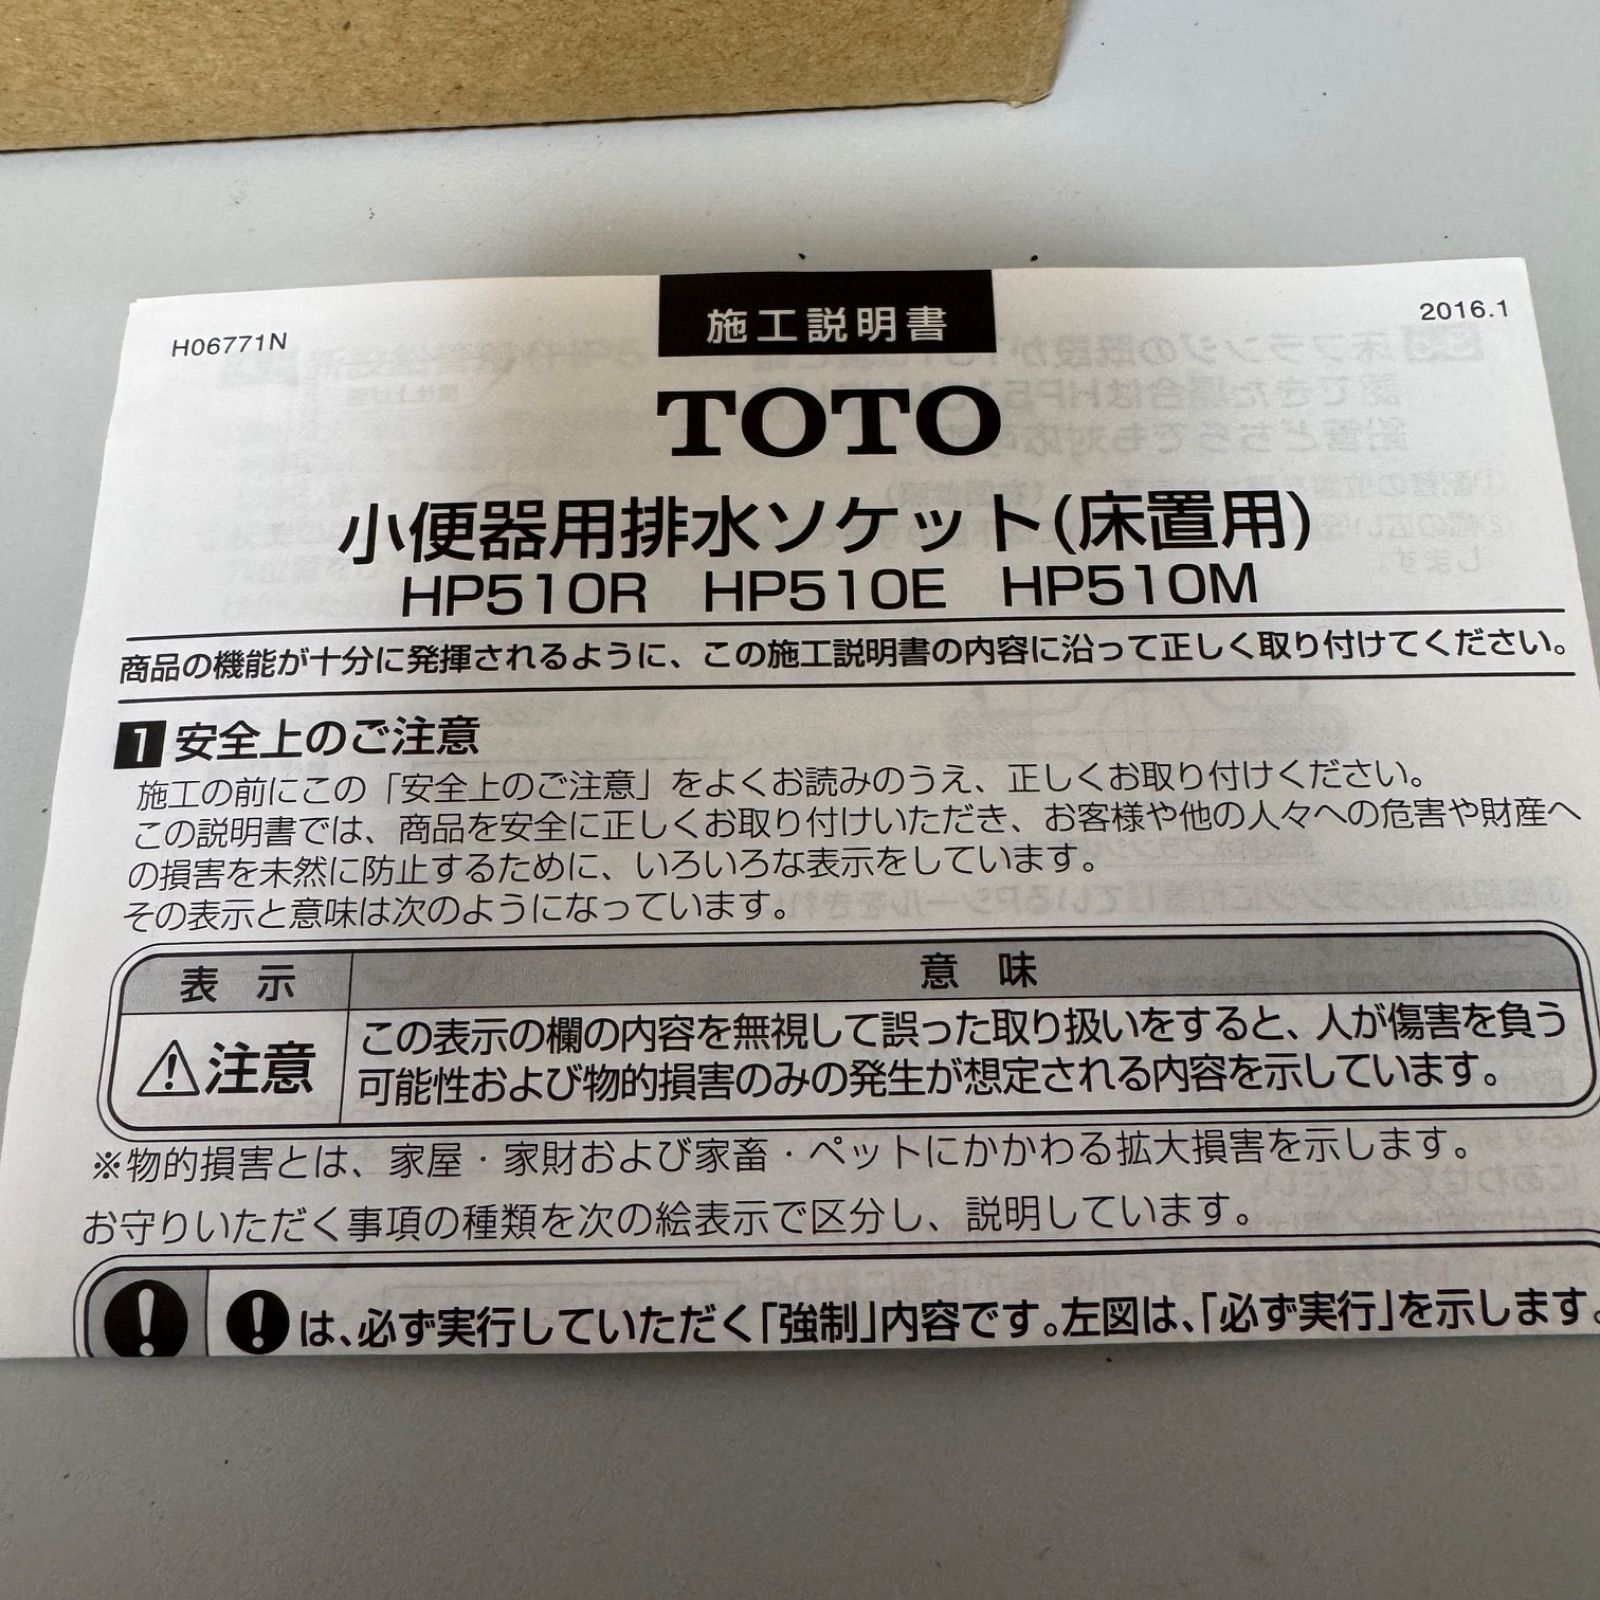 H06771N
施工説明書
2016.1
TOTO
小便器用排水ソケット(床置用)
HP510R HP510E HP510M
商品の機能が十分に発揮されるように、この施工説明書の内容に沿って正しく取り付けてください。
1 安全上のご注意
施工の前にこの「安全上のご注意」をよくお読みのうえ、正しくお取り付けください。
この説明書では、商品を安全に正しくお取り付けいただき、お客様や他の人々への危害や財産へ
の損害を未然に防止するために、いろいろな表示をしています。
その表示と意味は次のようになっています。
表 示
意 味
⚠注意
この表示の欄の内容を無視して誤った取り扱いをすると、人が傷害を負う
可能性および物的損害のみの発生が想定される内容を示しています。
※物的損害とは、家屋・家財および家畜・ペットにかかわる拡大損害を示します。
お守りいただく事項の種類を次の絵表示で区分し、説明しています。
は、必ず実行していただく「強制」内容です。左図は、「必ず実行」を示します。